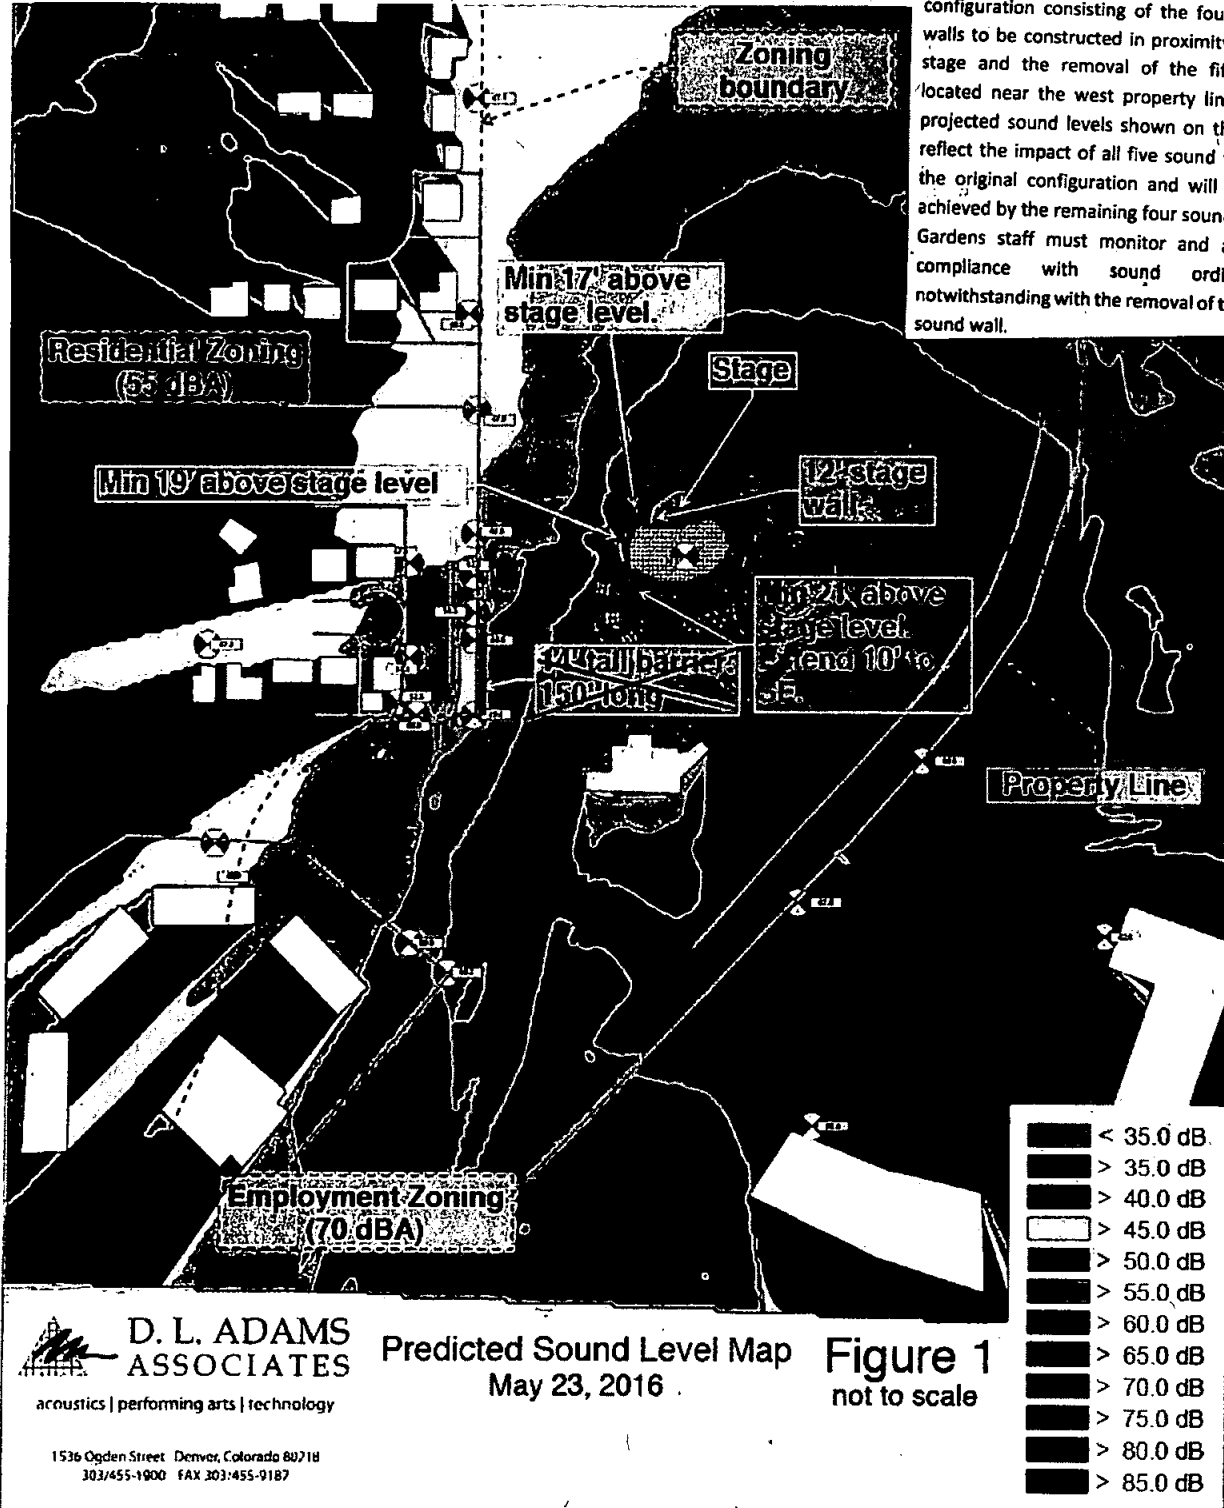 configuration consisting of the fou
walls to be constructed in proximit
stage and the removal of the fif
located near the west property lin
projected sound levels shown on th
reflect the impact of all five sound
the original configuration and will
achieved by the remaining four soun
Gardens staff must monitor and a
compliance with sound ordi
notwithstanding with the removal of t
sound wall.
Zoning
boundary
Min 17' above
stage level.
Residential Zoning
(55 dBA)
Stage
Min 19' above stage level
12' stage
wall
Min 21' above
stage level.
Extend 10' to
SE.
tall barrier
150' long
Property Line
Employment Zoning
(70 dBA)
< 35.0 dB
> 35.0 dB
> 40.0 dB
> 45.0 dB
> 50.0 dB
> 55.0 dB
> 60.0 dB
> 65.0 dB
> 70.0 dB
> 75.0 dB
> 80.0 dB
> 85.0 dB
D. L. ADAMS
ASSOCIATES
acoustics | performing arts | technology
1536 Ogden Street Denver, Colorado 80218
303/455-1900 FAX 303/455-9187
Predicted Sound Level Map
May 23, 2016
Figure 1
not to scale